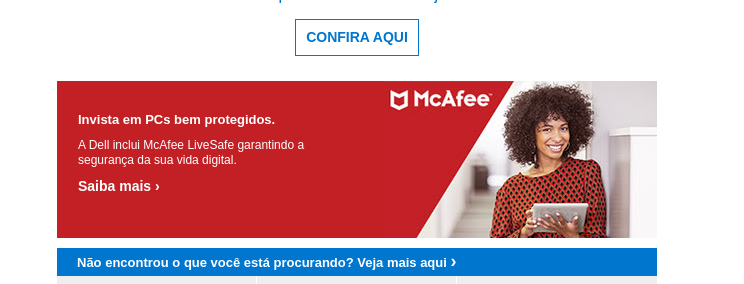 CONFIRA AQUI
McAfee™
Invista em PCs bem protegidos.
A Dell inclui McAfee LiveSafe garantindo a
segurança da sua vida digital.
Saiba mais ›
Não encontrou o que você está procurando? Veja mais aqui ›